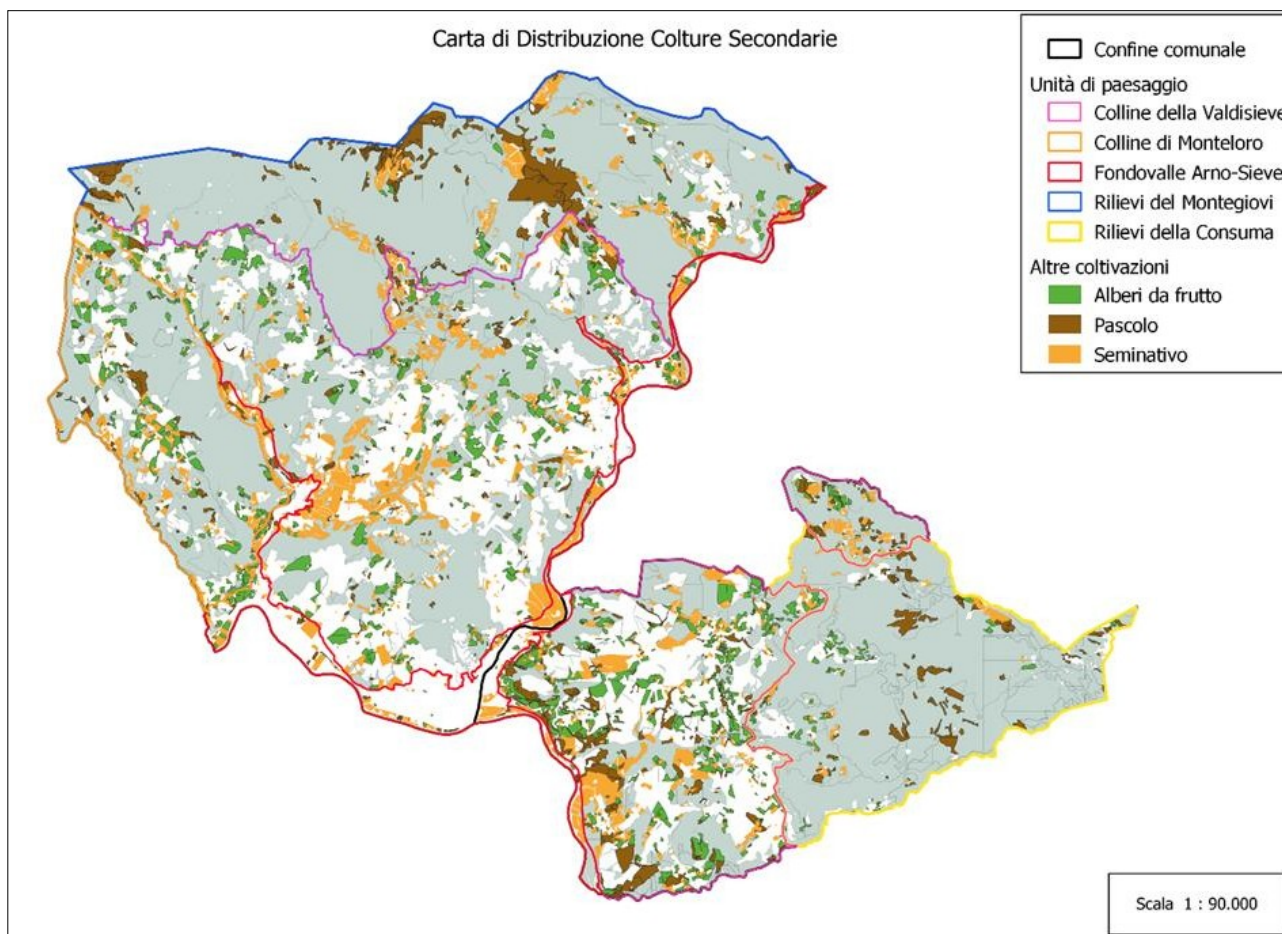 Carta di Distribuzione Colture Secondarie
Confine comunale
Unità di paesaggio
Colline della Valdisieve
Colline di Monteloro
Fondovalle Arno-Sieve
Rilievi del Montegiovi
Rilievi della Consuma
Altre coltivazioni
Alberi da frutto
Pascolo
Seminativo
Scala 1 : 90.000